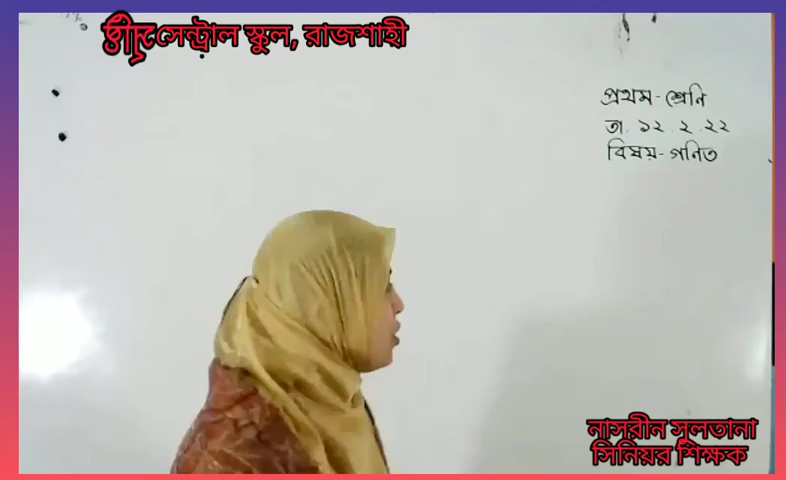 সেন্ট্রাল স্কুল, রাজশাহী
প্রথম - শ্রেনি
তা. ১২. ২. ২২
বিষয় - গনিত
নাসরীন সুলতানা
সিনিয়র শিক্ষক